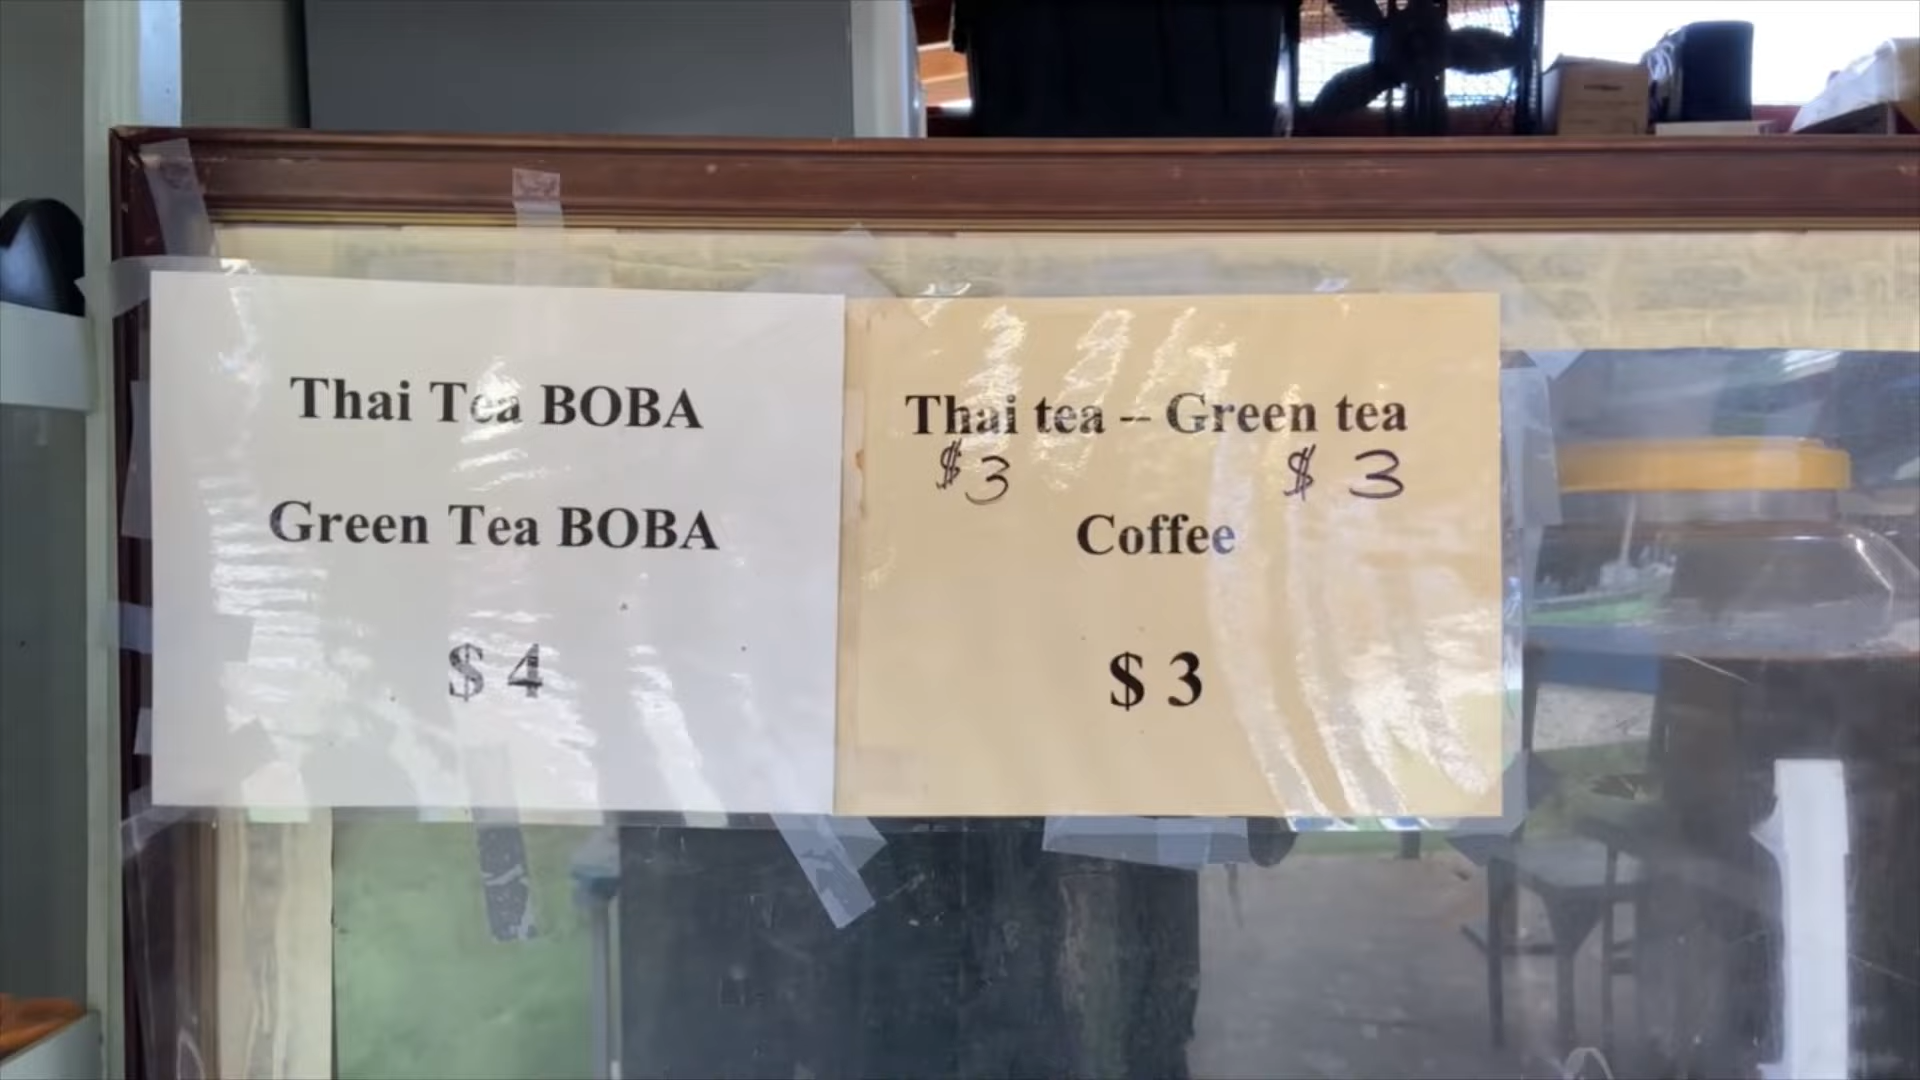 Thai Tea BOBA
Green Tea BOBA
$ 4
Thai tea -- Green tea
$ 3 $ 3
Coffee
$ 3